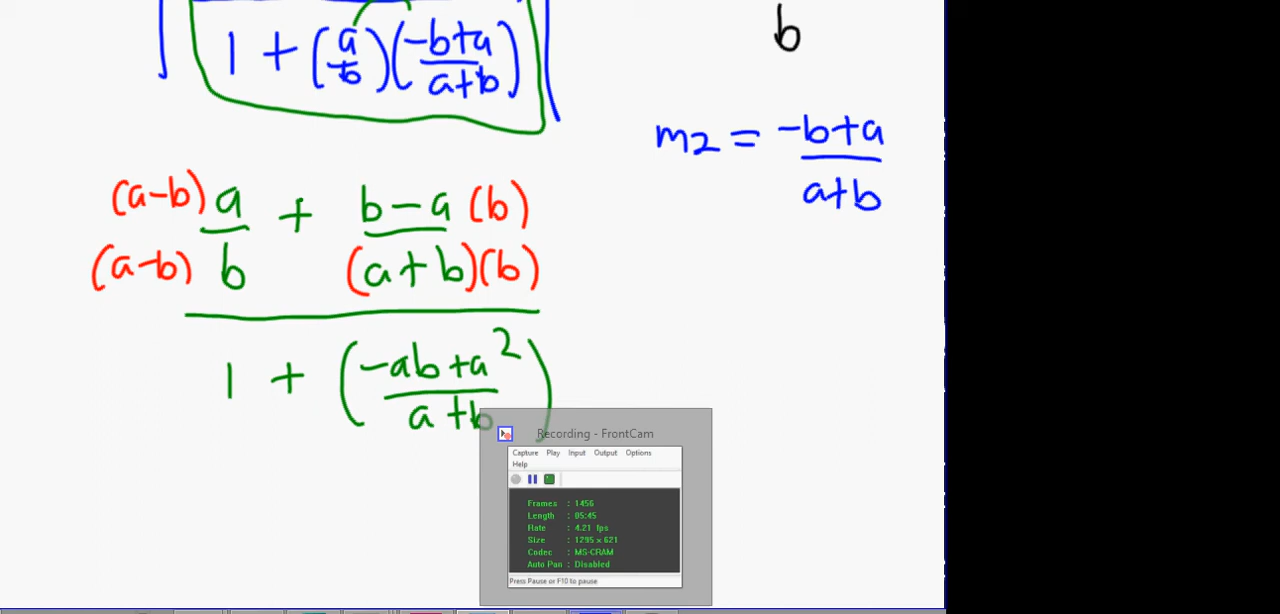 b
1 + (a/b)(-b+a/a+b)
m2 = -b+a/a+b
(a-b) a + b-a (b)
(a-b) b (a+b)(b)
1 + (-ab+a²/a+b)
Recording - FrontCam
Capture Play Input Output Options
Help
Frames : 1456
Length : 05:45
Rate : 4.21 fps
Size : 1295 x 621
Codec : MS-CRAM
Auto Pan : Disabled
Press Pause or F10 to pause